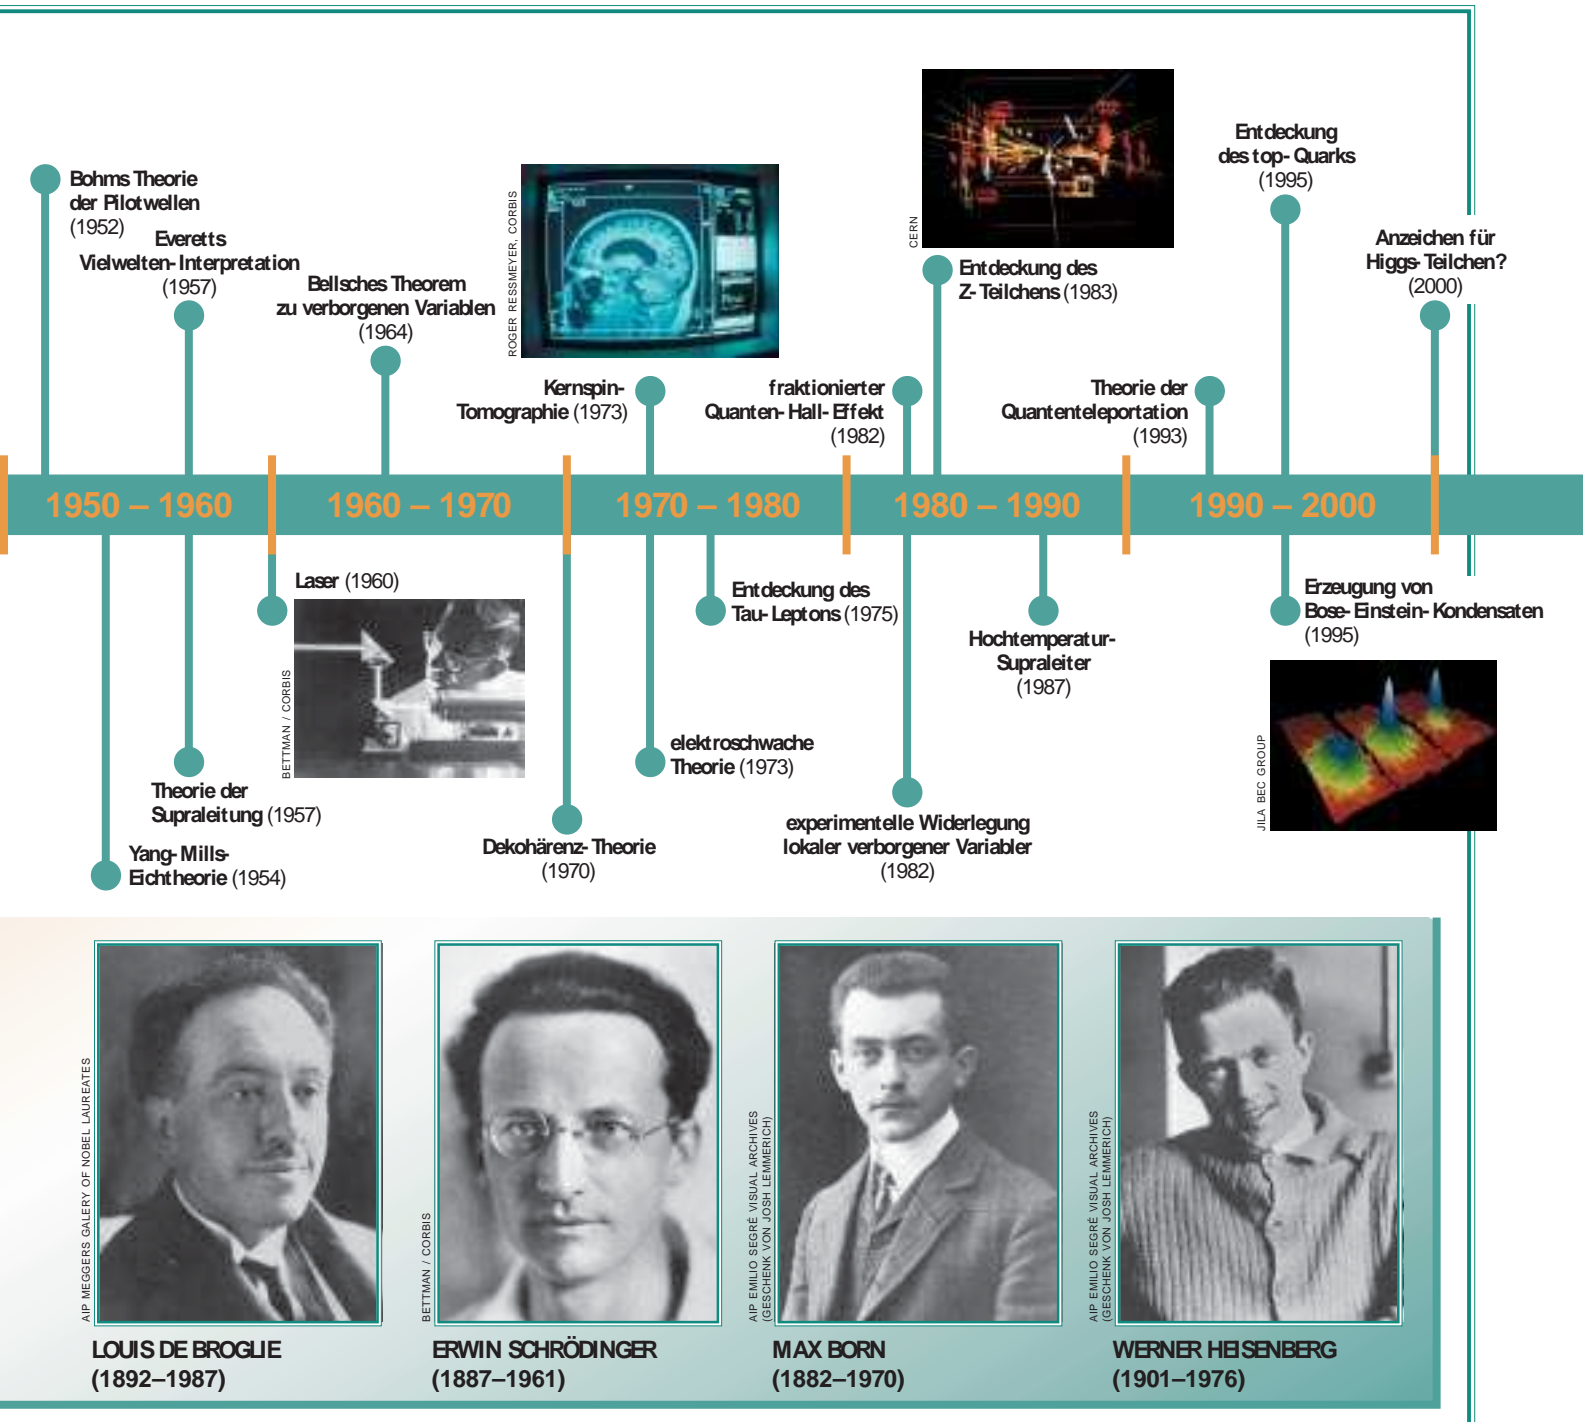 Bohms Theorie
der Pilotwellen
(1952)
Everetts
Vielwelten-Interpretation
(1957)
Bellsches Theorem
zu verborgenen Variablen
(1964)
ROGER RESSMEYER, CORBIS
Kernspin-
Tomographie (1973)
fraktionierter
Quanten-Hall-Effekt
(1982)
CERN
Entdeckung des
Z-Teilchens (1983)
Theorie der
Quantenteleportation
(1993)
Entdeckung
des top-Quarks
(1995)
Anzeichen für
Higgs-Teilchen?
(2000)
1950 – 1960
1960 – 1970
1970 – 1980
1980 – 1990
1990 – 2000
Laser (1960)
BETTMAN / CORBIS
Theorie der
Supraleitung (1957)
Yang-Mills-
Eichtheorie (1954)
Dekohärenz-Theorie
(1970)
elektroschwache
Theorie (1973)
Entdeckung des
Tau-Leptons (1975)
experimentelle Widerlegung
lokaler verborgener Variabler
(1982)
Hochtemperatur-
Supraleiter
(1987)
Erzeugung von
Bose-Einstein-Kondensaten
(1995)
JILA BEC GROUP
AIP MEGGERS GALERY OF NOBEL LAUREATES
LOUIS DE BROGLIE
(1892–1987)
BETTMAN / CORBIS
ERWIN SCHRÖDINGER
(1887–1961)
AIP EMILIO SEGRÈ VISUAL ARCHIVES
(GESCHENK VON JOSH LEMMERICH)
MAX BORN
(1882–1970)
AIP EMILIO SEGRÈ VISUAL ARCHIVES
(GESCHENK VON JOSH LEMMERICH)
WERNER HEISENBERG
(1901–1976)